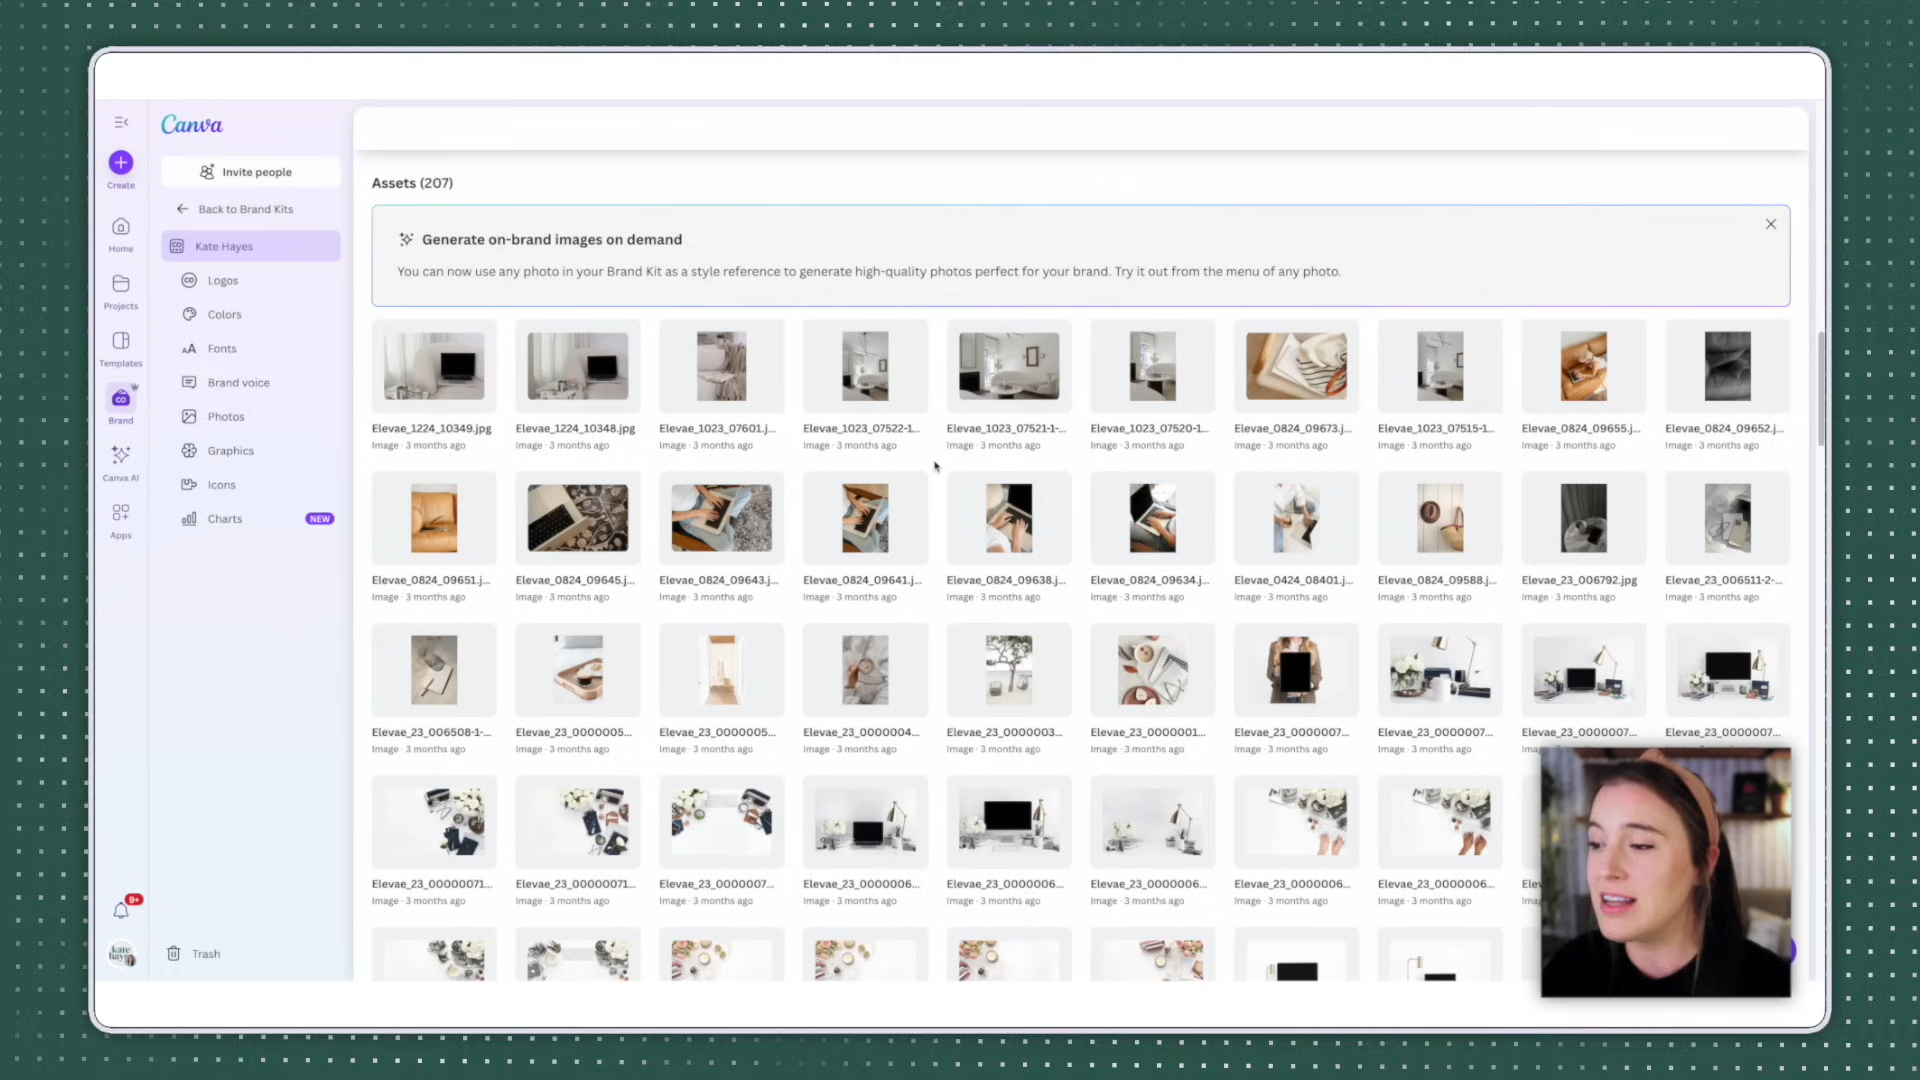 Canva
Create
Home
Projects
Templates
Brand
Canva AI
Apps
9+
Invite people
Back to Brand Kits
Kate Hayes
Logos
Colors
Fonts
Brand voice
Photos
Graphics
Icons
Charts NEW
Trash
Assets (207)
Generate on-brand images on demand
You can now use any photo in your Brand Kit as a style reference to generate high-quality photos perfect for your brand. Try it out from the menu of any photo.
Elevae_1224_10349.jpg Elevae_1224_10348.jpg Elevae_1023_07601.j... Elevae_1023_07522-1... Elevae_1023_07521-1-... Elevae_1023_07520-1... Elevae_0824_09673.j... Elevae_1023_07515-1... Elevae_0824_09655.j... Elevae_0824_09652.j...
Image · 3 months ago Image · 3 months ago Image · 3 months ago Image · 3 months ago Image · 3 months ago Image · 3 months ago Image · 3 months ago Image · 3 months ago Image · 3 months ago Image · 3 months ago
Elevae_0824_09651.j... Elevae_0824_09645.j... Elevae_0824_09643.j... Elevae_0824_09641.j... Elevae_0824_09638.j... Elevae_0824_09634.j... Elevae_0424_08401.j... Elevae_0824_09588.j... Elevae_23_006792.jpg Elevae_23_006511-2-...
Image · 3 months ago Image · 3 months ago Image · 3 months ago Image · 3 months ago Image · 3 months ago Image · 3 months ago Image · 3 months ago Image · 3 months ago Image · 3 months ago Image · 3 months ago
Elevae_23_006508-1-... Elevae_23_0000005... Elevae_23_0000005... Elevae_23_0000004... Elevae_23_0000003... Elevae_23_0000001... Elevae_23_0000007... Elevae_23_0000007... Elevae_23_0000007... Elevae_23_0000007...
Image · 3 months ago Image · 3 months ago Image · 3 months ago Image · 3 months ago Image · 3 months ago Image · 3 months ago Image · 3 months ago Image · 3 months ago
Elevae_23_00000071... Elevae_23_00000071... Elevae_23_0000007... Elevae_23_0000006... Elevae_23_0000006... Elevae_23_0000006... Elevae_23_0000006... Elevae_23_0000006...
Image · 3 months ago Image · 3 months ago Image · 3 months ago Image · 3 months ago Image · 3 months ago Image · 3 months ago Image · 3 months ago Image · 3 months ago